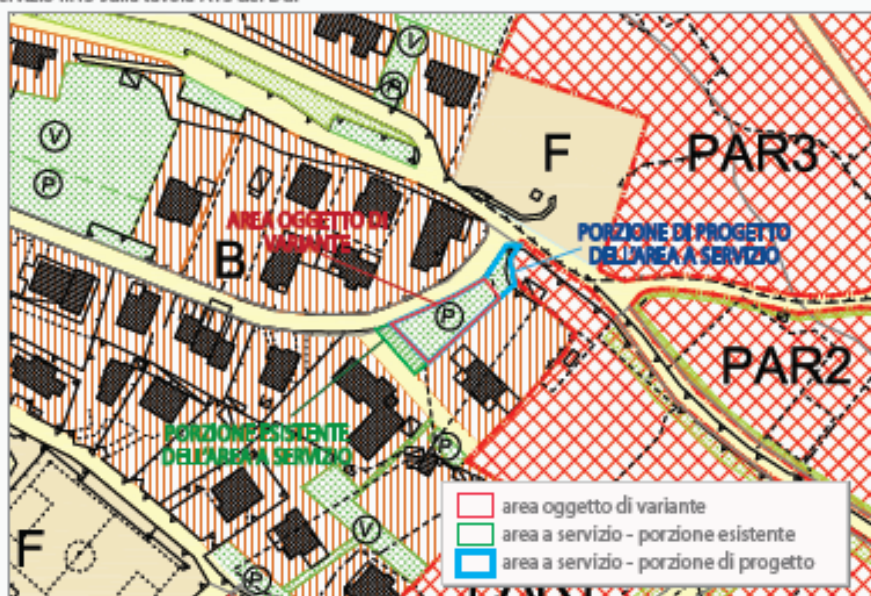 V
P
V
P
F
PAR3
AREA OGGETTO DI
VARIANTE
B
PORZIONE DI PROGETTO
DELL'AREA A SERVIZIO
P
PAR2
PORZIONE ESISTENTE
DELL'AREA A SERVIZIO
P
V
F
P
area oggetto di variante
area a servizio - porzione esistente
area a servizio - porzione di progetto